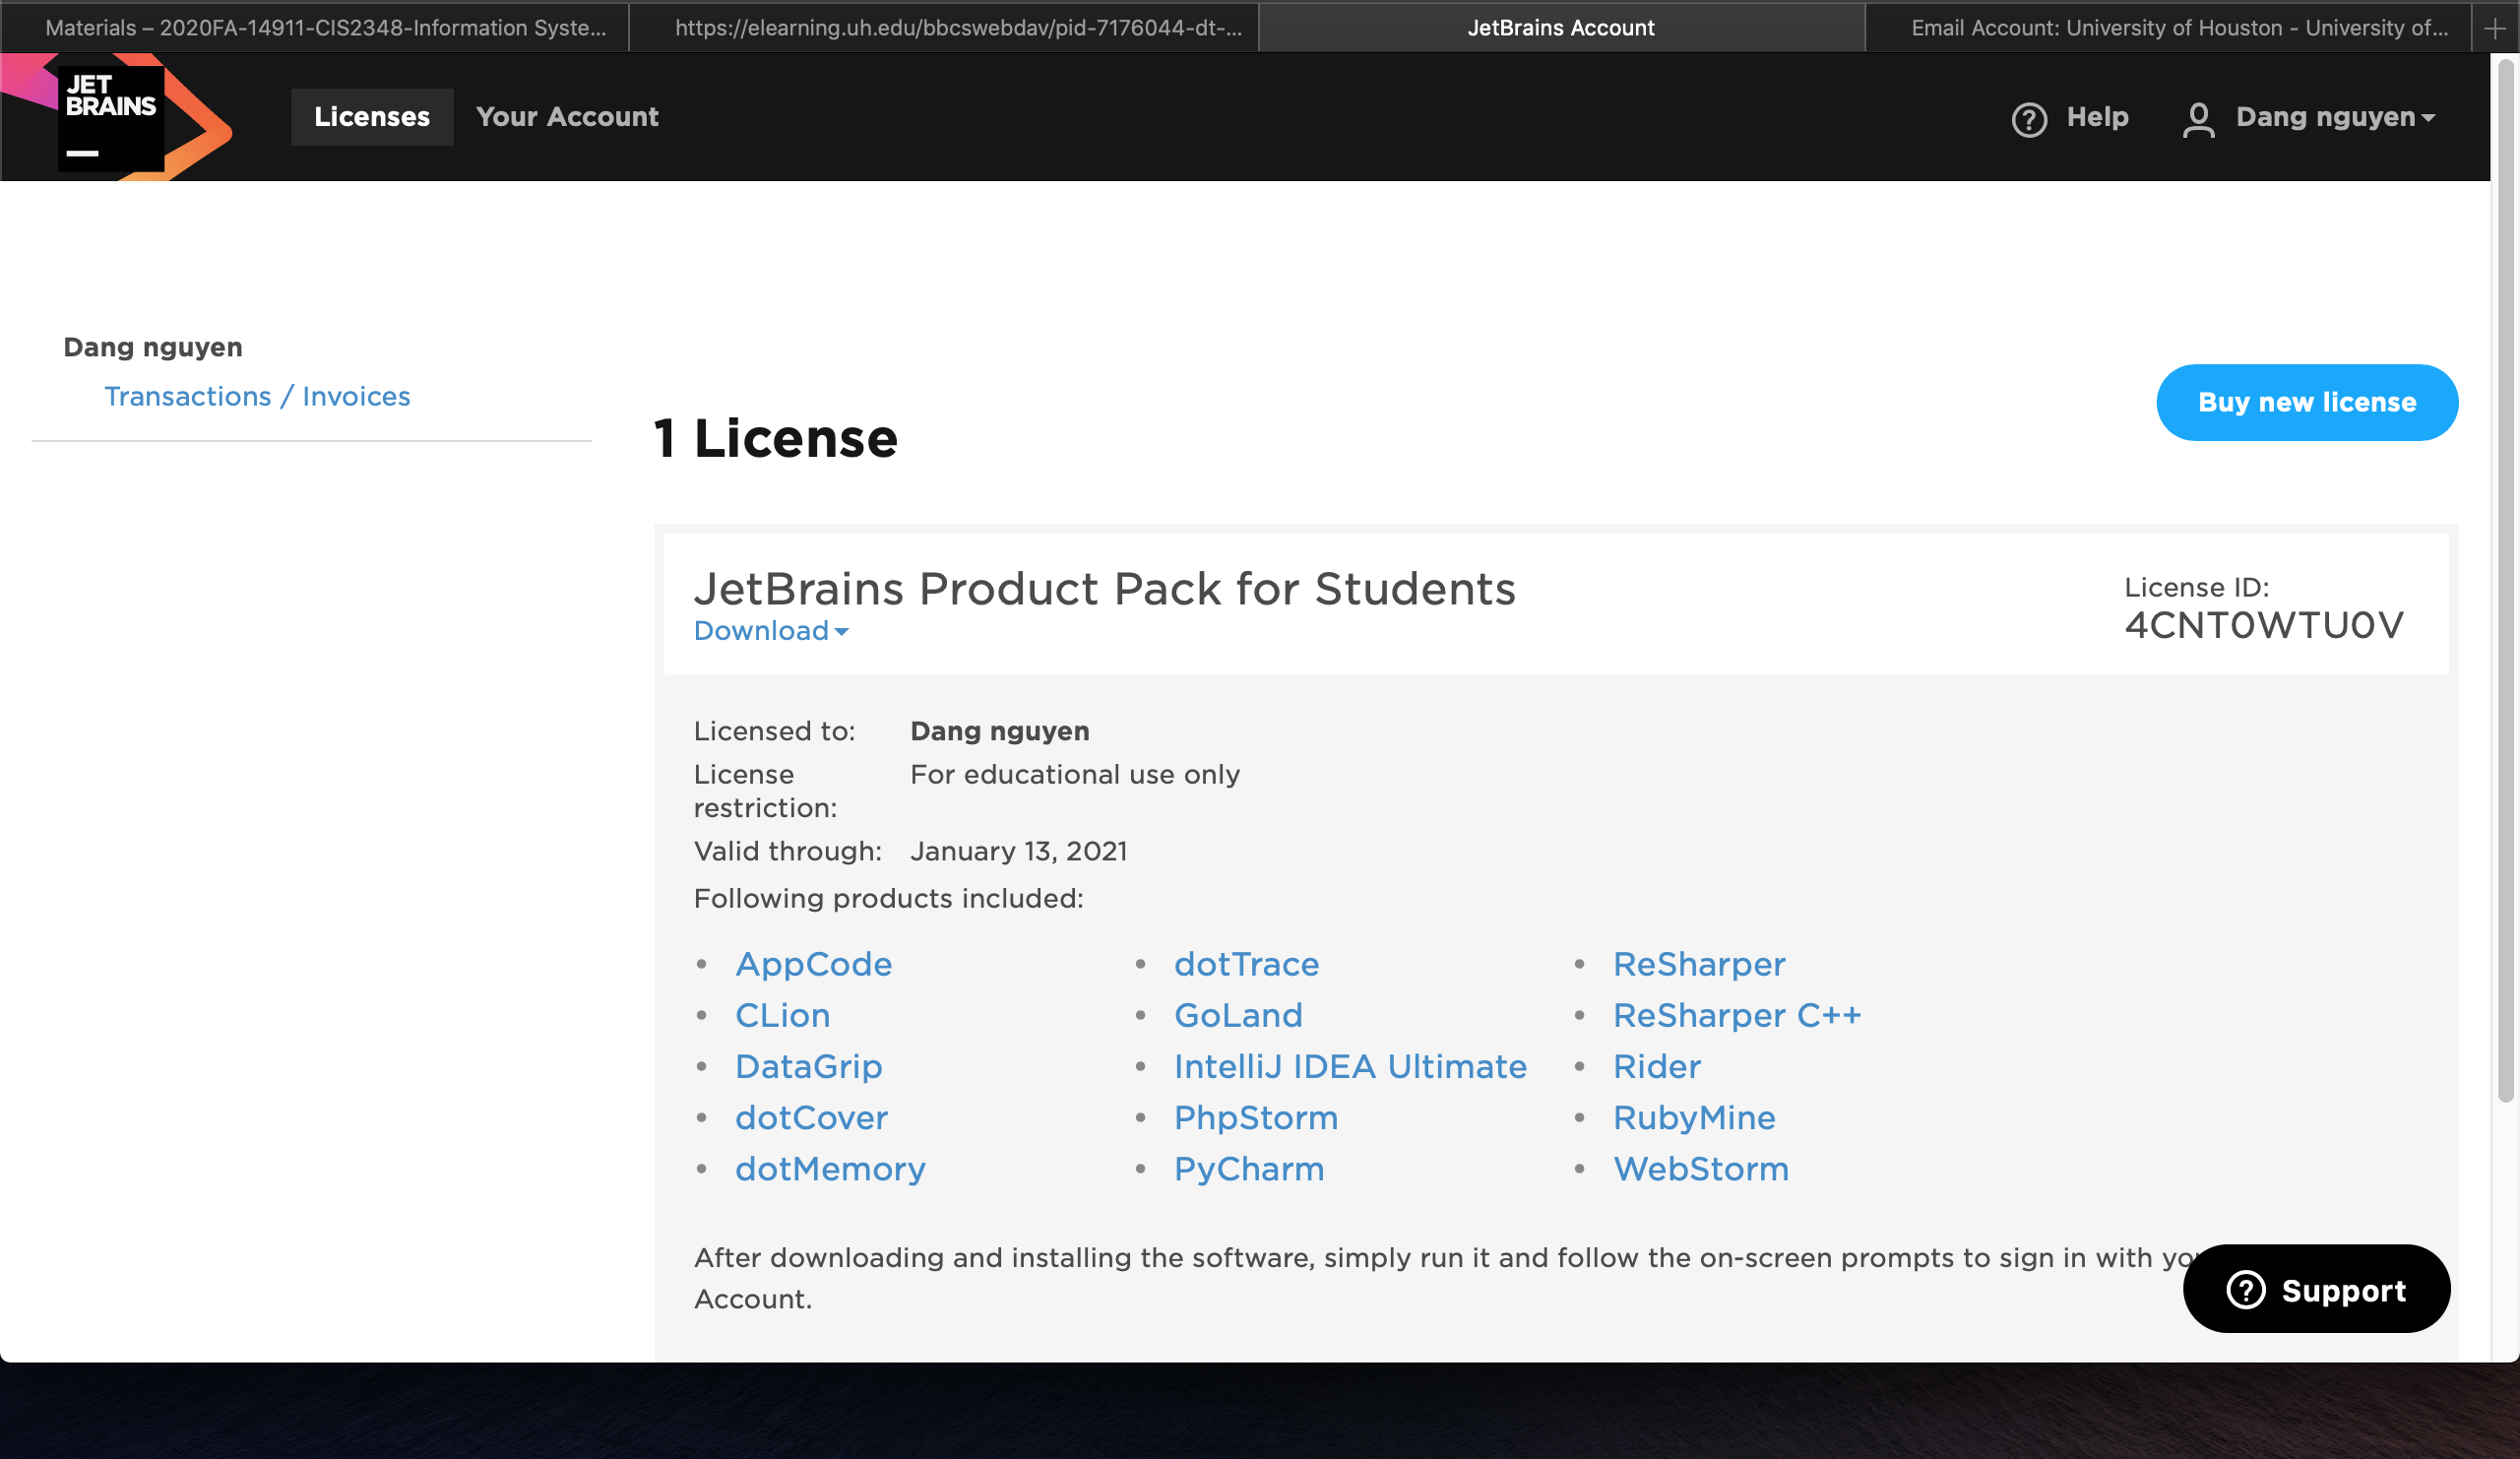 Materials – 2020FA-14911-CIS2348-Information Syste...
https://elearning.uh.edu/bbcswebdav/pid-7176044-dt-...
JetBrains Account
Email Account: University of Houston - University of...
JET
BRAINS
Licenses
Your Account
Help
Dang nguyen
Dang nguyen
Transactions / Invoices
Buy new license
1 License
JetBrains Product Pack for Students
Download
License ID:
4CNT0WTU0V
Licensed to: Dang nguyen
License For educational use only
restriction:
Valid through: January 13, 2021
Following products included:
AppCode
CLion
DataGrip
dotCover
dotMemory
dotTrace
GoLand
IntelliJ IDEA Ultimate
PhpStorm
PyCharm
ReSharper
ReSharper C++
Rider
RubyMine
WebStorm
After downloading and installing the software, simply run it and follow the on-screen prompts to sign in with
Account.
Support